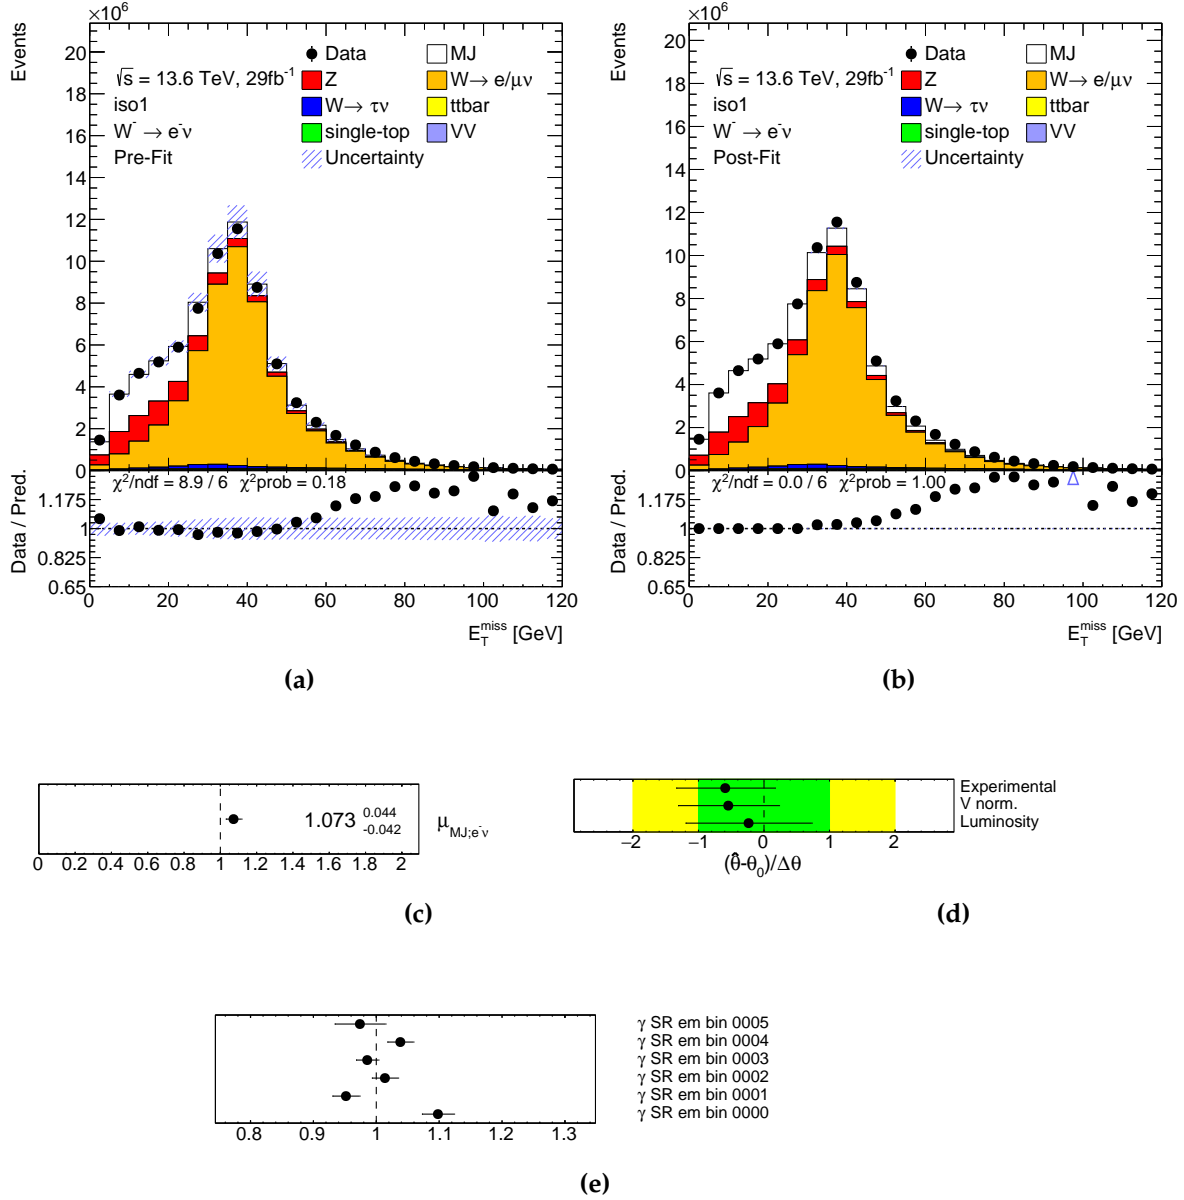 ×10⁶
Events
20
18
16
14
12
10
8
6
4
2
0
√s = 13.6 TeV, 29fb⁻¹
iso1
W⁻ → e⁻ν
Pre-Fit
Data
MJ
Z
W→ e/μν
W→ τν
ttbar
single-top
VV
Uncertainty
χ²/ndf = 8.9 / 6 χ²prob = 0.18
Data / Pred.
1.175
1
0.825
0.65
0 20 40 60 80 100 120
E_T^miss [GeV]
(a)
×10⁶
Events
20
18
16
14
12
10
8
6
4
2
0
√s = 13.6 TeV, 29fb⁻¹
iso1
W⁻ → e⁻ν
Post-Fit
Data
MJ
Z
W→ e/μν
W→ τν
ttbar
single-top
VV
Uncertainty
χ²/ndf = 0.0 / 6 χ²prob = 1.00
Data / Pred.
1.175
1
0.825
0.65
0 20 40 60 80 100 120
E_T^miss [GeV]
(b)
1.073 0.044 -0.042
μ_MJ;e⁻ν
0 0.2 0.4 0.6 0.8 1 1.2 1.4 1.6 1.8 2
(c)
Experimental
V norm.
Luminosity
−2 −1 0 1 2
(θ̂-θ₀)/Δθ
(d)
γ SR em bin 0005
γ SR em bin 0004
γ SR em bin 0003
γ SR em bin 0002
γ SR em bin 0001
γ SR em bin 0000
0.8 0.9 1 1.1 1.2 1.3
(e)